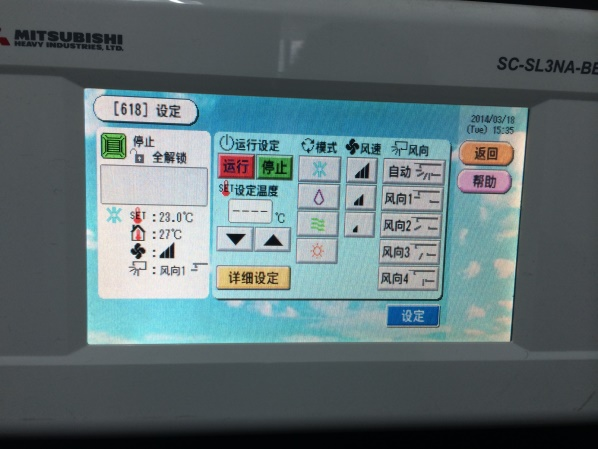 MITSUBISHI
HEAVY INDUSTRIES, LTD.
SC-SL3NA-BE
[618] 设定
2014/03/18
(Tue) 15:35
停止
全解锁
SET :23.0℃
:27℃
:
:风向1
运行设定
运行 停止
SET 设定温度
---- ℃
详细设定
模式
风速
风向
自动
风向1
风向2
风向3
风向4
设定
返回
帮助